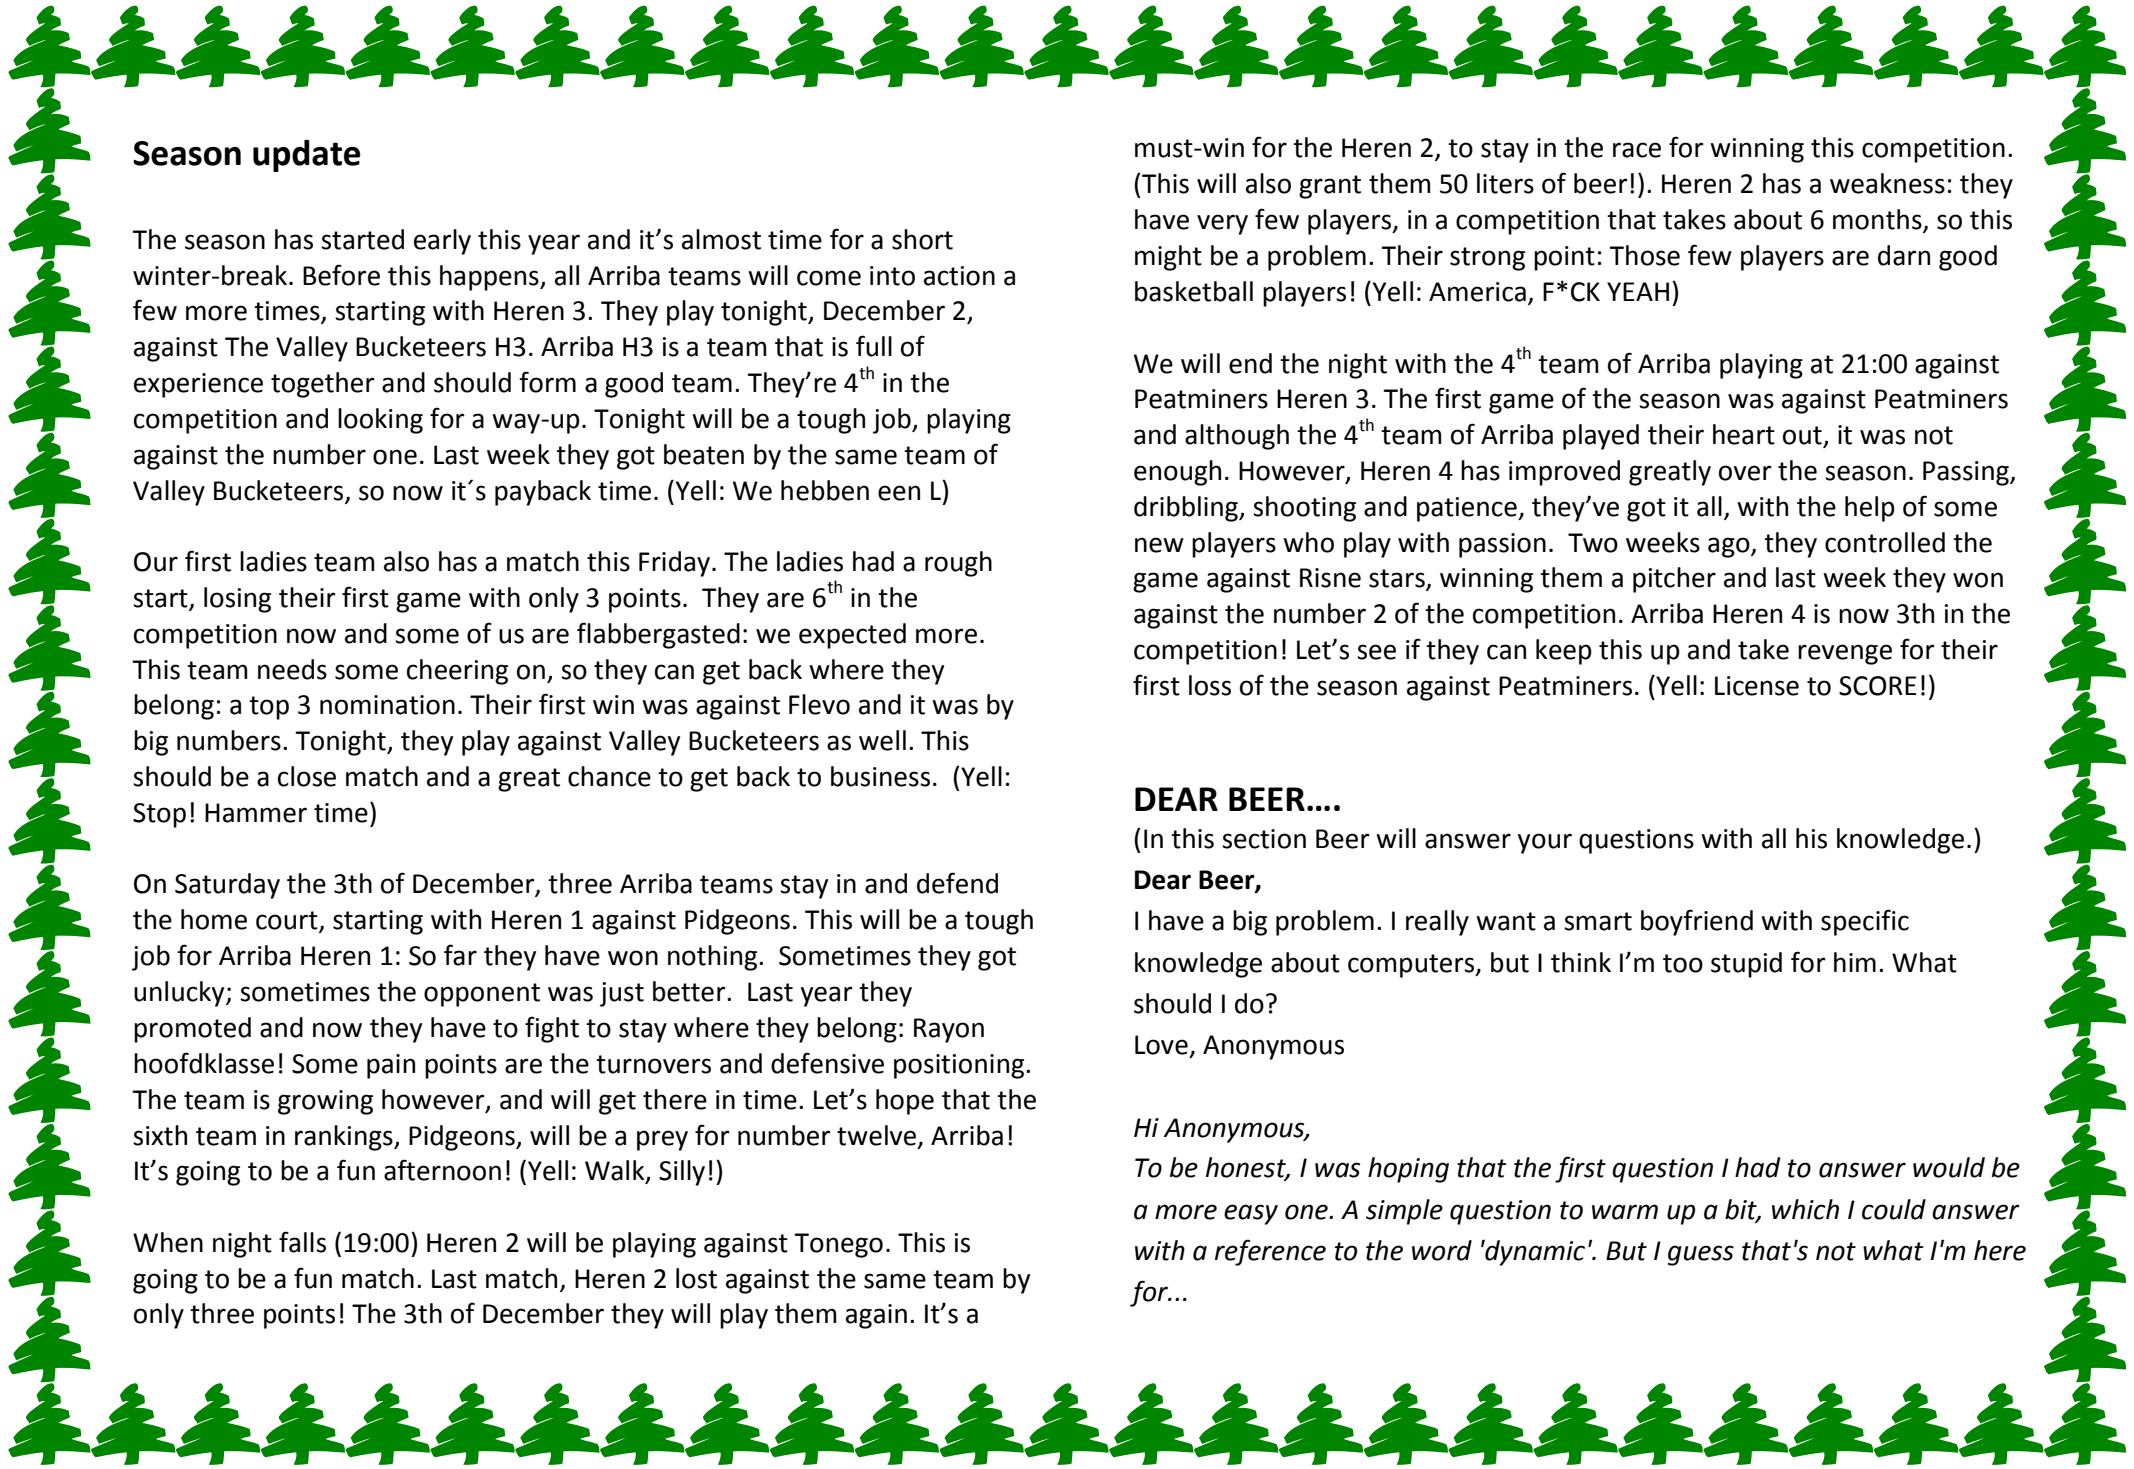 Season update
The season has started early this year and it’s almost time for a short
winter-break. Before this happens, all Arriba teams will come into action a
few more times, starting with Heren 3. They play tonight, December 2,
against The Valley Bucketeers H3. Arriba H3 is a team that is full of
experience together and should form a good team. They’re 4th in the
competition and looking for a way-up. Tonight will be a tough job, playing
against the number one. Last week they got beaten by the same team of
Valley Bucketeers, so now it´s payback time. (Yell: We hebben een L)
Our first ladies team also has a match this Friday. The ladies had a rough
start, losing their first game with only 3 points.  They are 6th in the
competition now and some of us are flabbergasted: we expected more.
This team needs some cheering on, so they can get back where they
belong: a top 3 nomination. Their first win was against Flevo and it was by
big numbers. Tonight, they play against Valley Bucketeers as well. This
should be a close match and a great chance to get back to business.  (Yell:
Stop! Hammer time)
On Saturday the 3th of December, three Arriba teams stay in and defend
the home court, starting with Heren 1 against Pidgeons. This will be a tough
job for Arriba Heren 1: So far they have won nothing.  Sometimes they got
unlucky; sometimes the opponent was just better.  Last year they
promoted and now they have to fight to stay where they belong: Rayon
hoofdklasse! Some pain points are the turnovers and defensive positioning.
The team is growing however, and will get there in time. Let’s hope that the
sixth team in rankings, Pidgeons, will be a prey for number twelve, Arriba!
It’s going to be a fun afternoon! (Yell: Walk, Silly!)
When night falls (19:00) Heren 2 will be playing against Tonego. This is
going to be a fun match. Last match, Heren 2 lost against the same team by
only three points! The 3th of December they will play them again. It’s a
must-win for the Heren 2, to stay in the race for winning this competition.
(This will also grant them 50 liters of beer!). Heren 2 has a weakness: they
have very few players, in a competition that takes about 6 months, so this
might be a problem. Their strong point: Those few players are darn good
basketball players! (Yell: America, F*CK YEAH)
We will end the night with the 4th team of Arriba playing at 21:00 against
Peatminers Heren 3. The first game of the season was against Peatminers
and although the 4th team of Arriba played their heart out, it was not
enough. However, Heren 4 has improved greatly over the season. Passing,
dribbling, shooting and patience, they’ve got it all, with the help of some
new players who play with passion.  Two weeks ago, they controlled the
game against Risne stars, winning them a pitcher and last week they won
against the number 2 of the competition. Arriba Heren 4 is now 3th in the
competition! Let’s see if they can keep this up and take revenge for their
first loss of the season against Peatminers. (Yell: License to SCORE!)
DEAR BEER….
(In this section Beer will answer your questions with all his knowledge.)
Dear Beer,
I have a big problem. I really want a smart boyfriend with specific
knowledge about computers, but I think I’m too stupid for him. What
should I do?
Love, Anonymous
Hi Anonymous,
To be honest, I was hoping that the first question I had to answer would be
a more easy one. A simple question to warm up a bit, which I could answer
with a reference to the word 'dynamic'. But I guess that's not what I'm here
for...